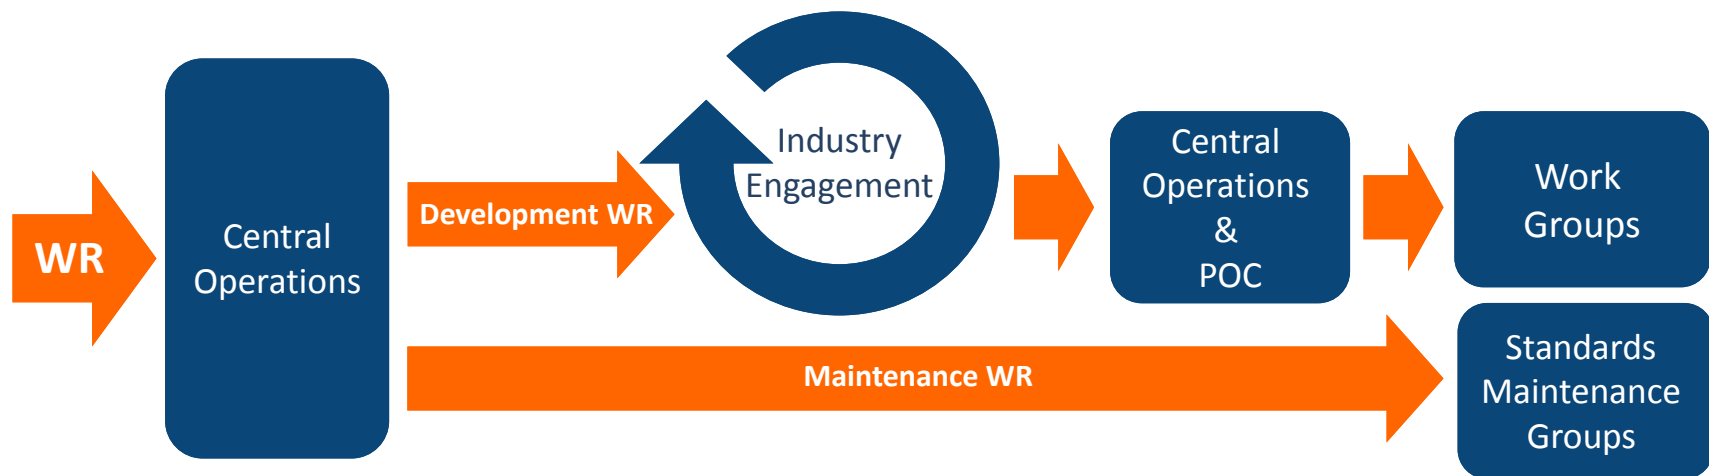 WR
Central
Operations
Development WR
Industry
Engagement
Central
Operations
&
POC
Work
Groups
Maintenance WR
Standards
Maintenance
Groups